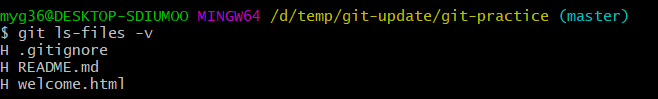 myg36@DESKTOP-SDIUMOO MINGW64 /d/temp/git-update/git-practice (master)
$ git ls-files -v
H .gitignore
H README.md
H welcome.html